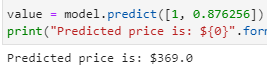 value = model.predict([1, 0.876256])
print("Predicted price is: ${0}".for
Predicted price is: $369.0